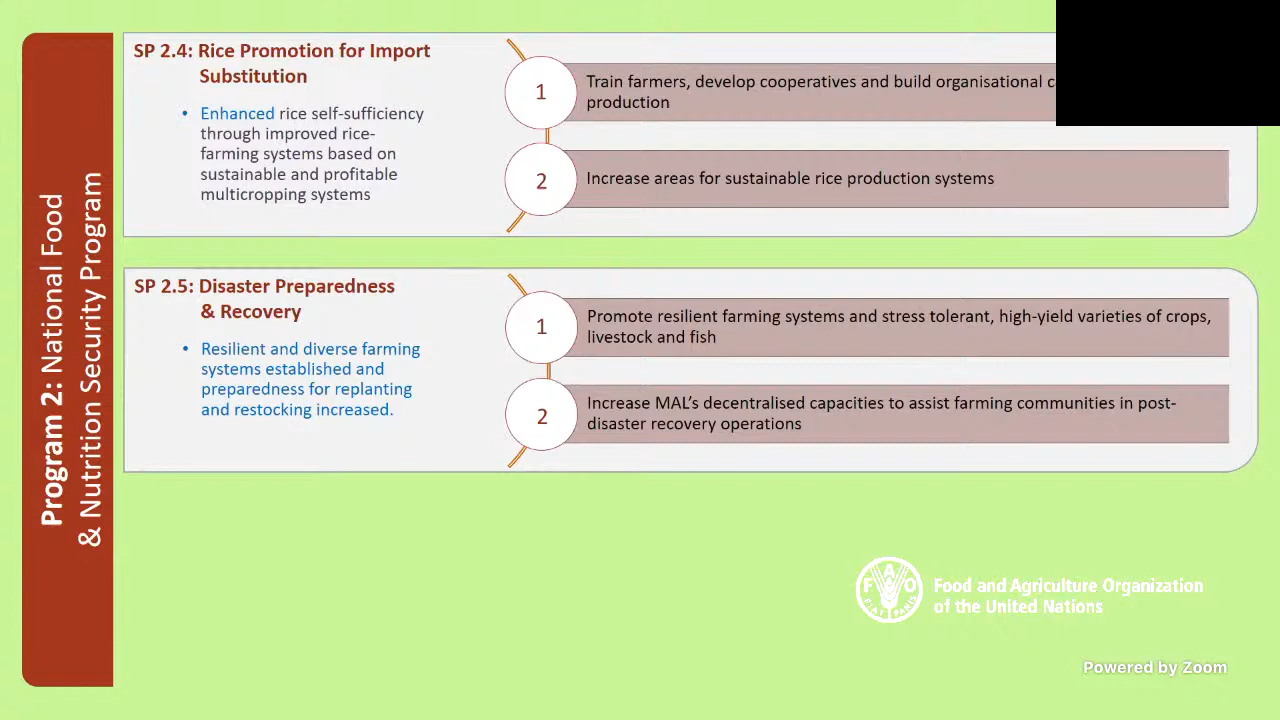 Program 2: National Food
& Nutrition Security Program
SP 2.4: Rice Promotion for Import
Substitution
• Enhanced rice self-sufficiency
through improved rice-
farming systems based on
sustainable and profitable
multicropping systems
1
Train farmers, develop cooperatives and build organisational
production
2
Increase areas for sustainable rice production systems
SP 2.5: Disaster Preparedness
& Recovery
• Resilient and diverse farming
systems established and
preparedness for replanting
and restocking increased.
1
Promote resilient farming systems and stress tolerant, high-yield varieties of crops,
livestock and fish
2
Increase MAL’s decentralised capacities to assist farming communities in post-
disaster recovery operations
FAO
FIAT PANIS
Food and Agriculture Organization
of the United Nations
Powered by Zoom